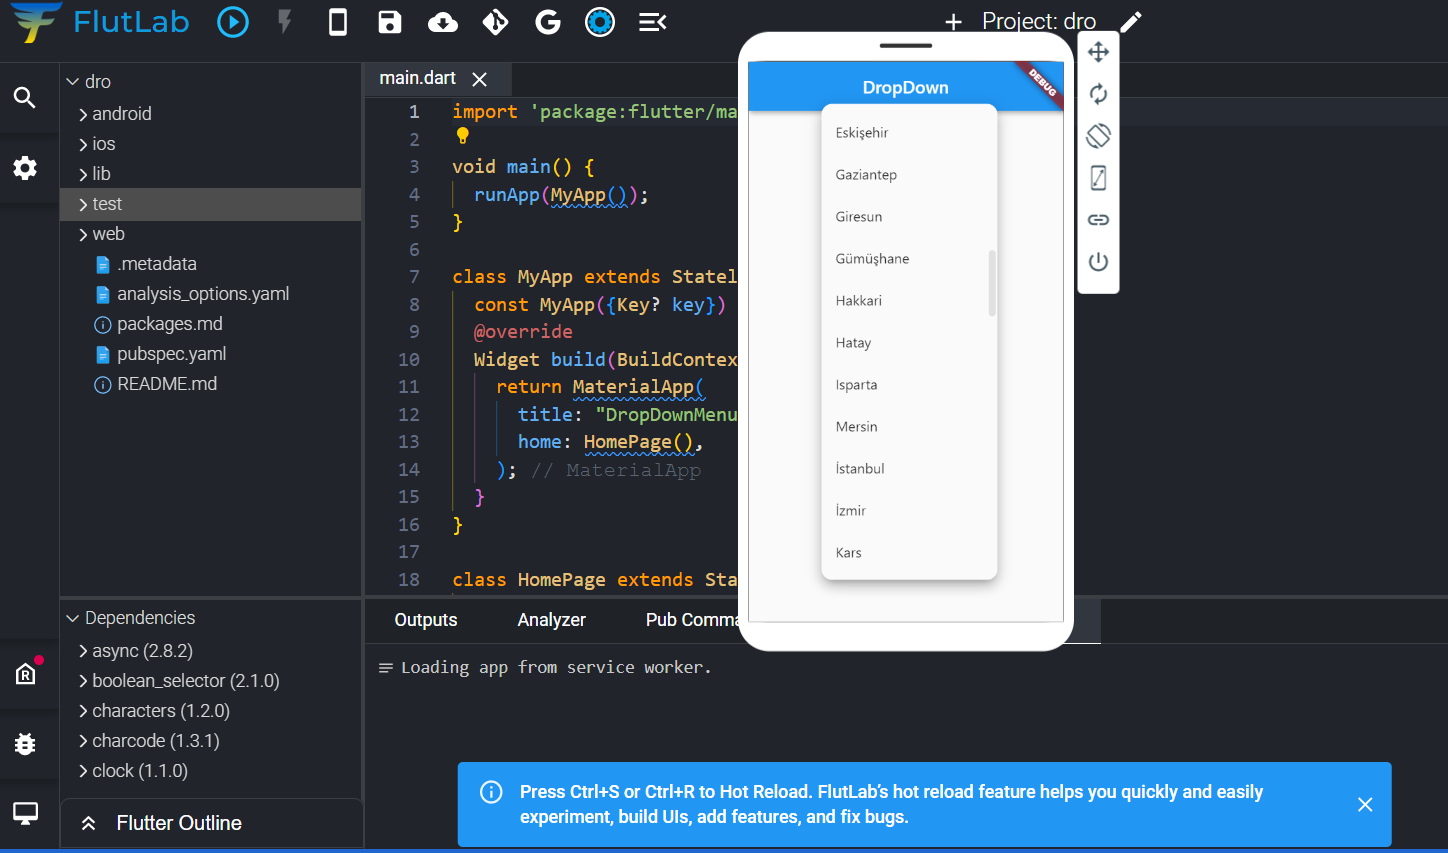 FlutLab
Project: dro
dro
android
ios
lib
test
web
.metadata
analysis_options.yaml
packages.md
pubspec.yaml
README.md
Dependencies
async (2.8.2)
boolean_selector (2.1.0)
characters (1.2.0)
charcode (1.3.1)
clock (1.1.0)
Flutter Outline
main.dart
1 import 'package:flutter/ma
2
3 void main() {
4 runApp(MyApp());
5 }
6
7 class MyApp extends Statel
8 const MyApp({Key? key})
9 @override
10 Widget build(BuildContex
11 return MaterialApp(
12 title: "DropDownMenu
13 home: HomePage(),
14 ); // MaterialApp
15 }
16 }
17
18 class HomePage extends Sta
DropDown
DEBUG
Eskişehir
Gaziantep
Giresun
Gümüşhane
Hakkari
Hatay
Isparta
Mersin
İstanbul
İzmir
Kars
Outputs Analyzer Pub Comma
Loading app from service worker.
Press Ctrl+S or Ctrl+R to Hot Reload. FlutLab's hot reload feature helps you quickly and easily
experiment, build UIs, add features, and fix bugs.